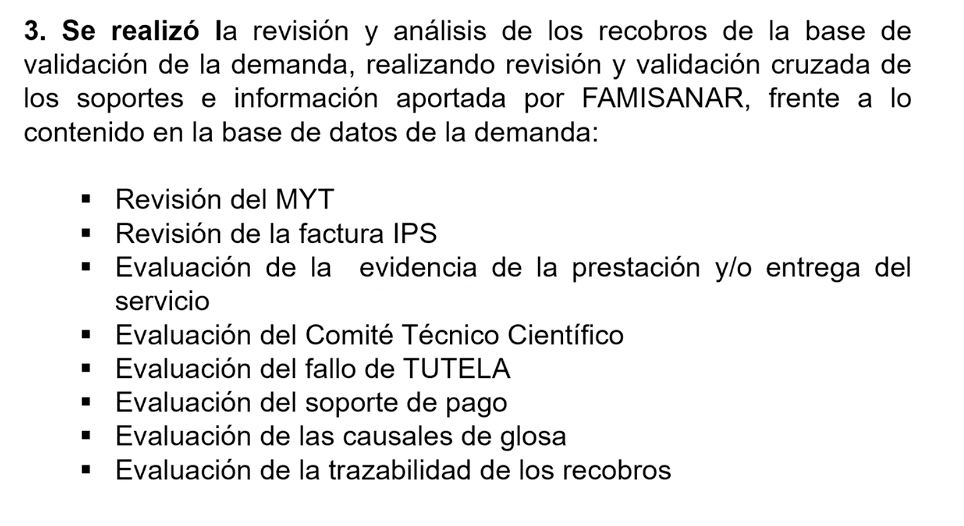 3. Se realizó la revisión y análisis de los recobros de la base de
validación de la demanda, realizando revisión y validación cruzada de
los soportes e información aportada por FAMISANAR, frente a lo
contenido en la base de datos de la demanda:
▪ Revisión del MYT
▪ Revisión de la factura IPS
▪ Evaluación de la evidencia de la prestación y/o entrega del
servicio
▪ Evaluación del Comité Técnico Científico
▪ Evaluación del fallo de TUTELA
▪ Evaluación del soporte de pago
▪ Evaluación de las causales de glosa
▪ Evaluación de la trazabilidad de los recobros